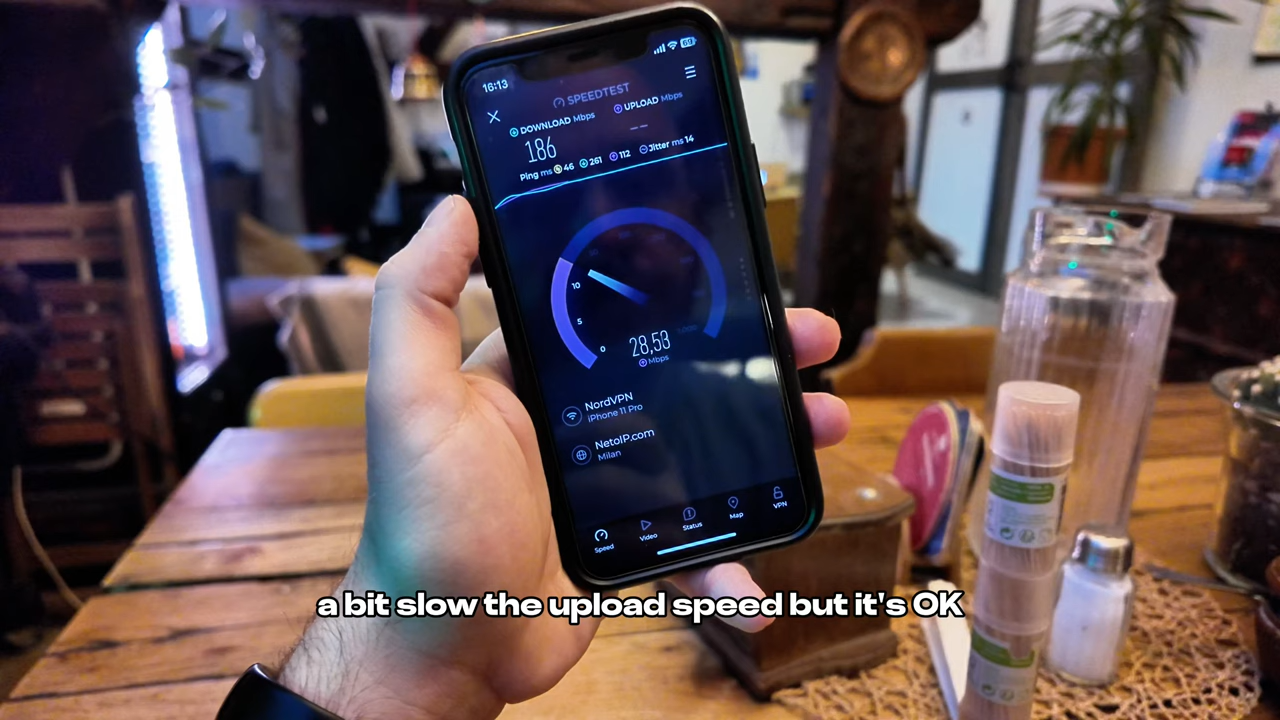 16:13
69
SPEEDTEST
DOWNLOAD Mbps
UPLOAD Mbps
186
Ping ms 46 261 112 Jitter ms 14
10
5
0
28,53
Mbps
NordVPN
iPhone 11 Pro
NetoIP.com
Milan
Speed
Video
Status
Map
VPN
a bit slow the upload speed but it's OK